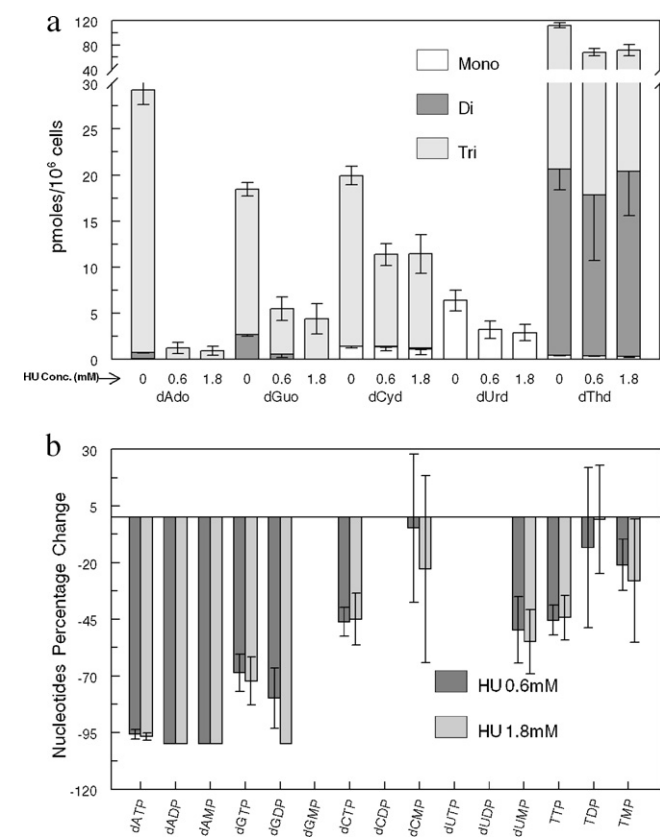 a
120
80
40
30
25
20
15
10
5
0
pmoles/10⁶ cells
Mono
Di
Tri
HU Conc.(mM) 0 0.6 1.8 0 0.6 1.8 0 0.6 1.8 0 0.6 1.8 0 0.6 1.8
dAdo dGuo dCyd dUrd dThd
b
30
5
-20
-45
-70
-95
-120
Nucleotides Percentage Change
HU 0.6mM
HU 1.8mM
dATP dADP dAMP dGTP dGDP dGMP dCTP dCDP dCMP dUTP dUDP dUMP TTP TDP TMP